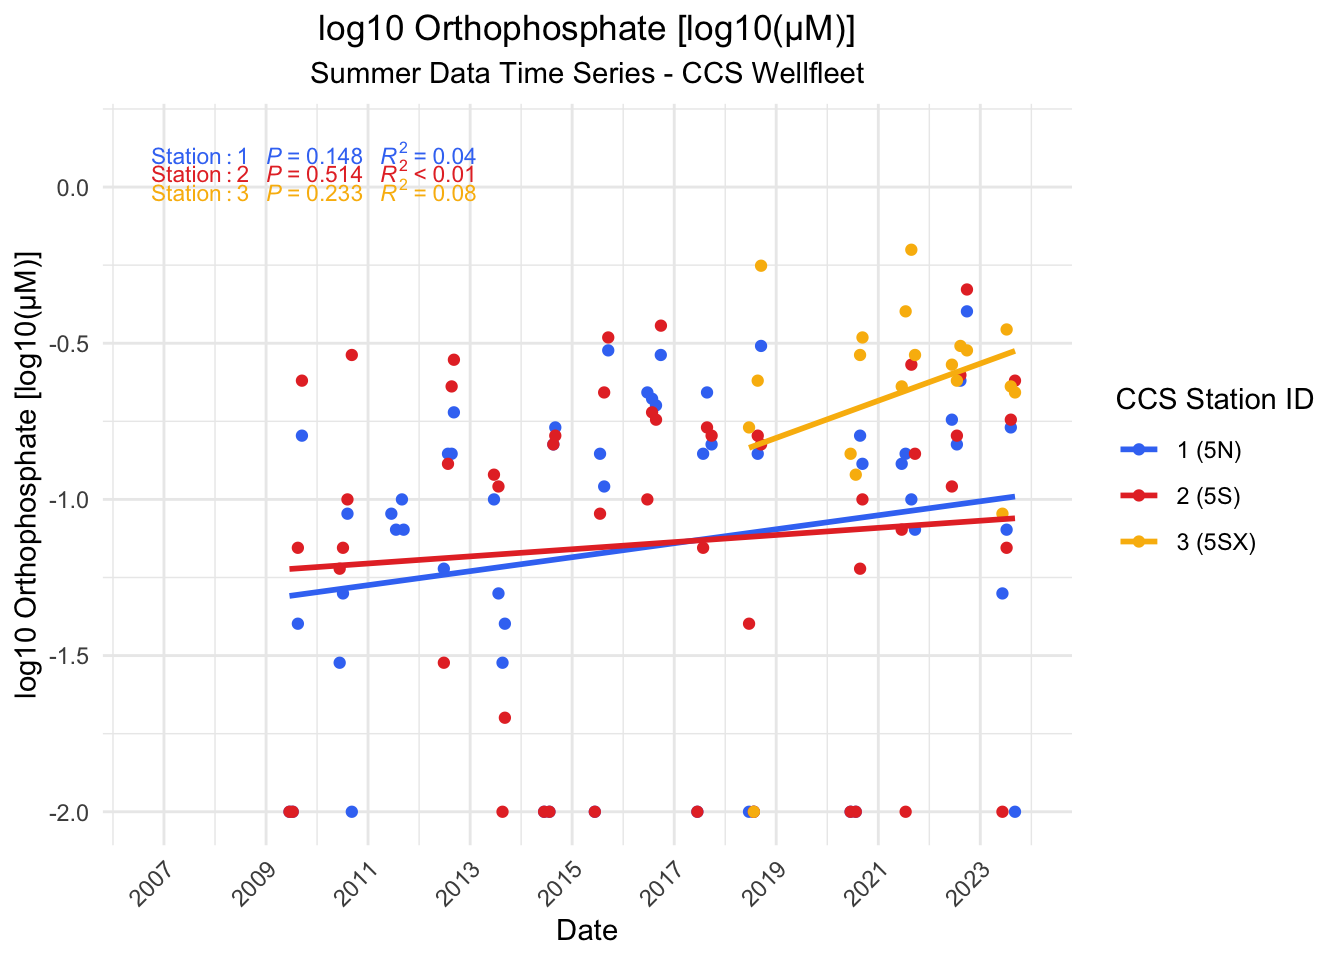 log10 Orthophosphate [log10(µM)]
Summer Data Time Series - CCS Wellfleet
Station : 1 P = 0.148 R² = 0.04
Station : 2 P = 0.514 R² < 0.01
Station : 3 P = 0.233 R² = 0.08
log10 Orthophosphate [log10(µM)]
0.0
-0.5
-1.0
-1.5
-2.0
2007
2009
2011
2013
2015
2017
2019
2021
2023
Date
CCS Station ID
1 (5N)
2 (5S)
3 (5SX)